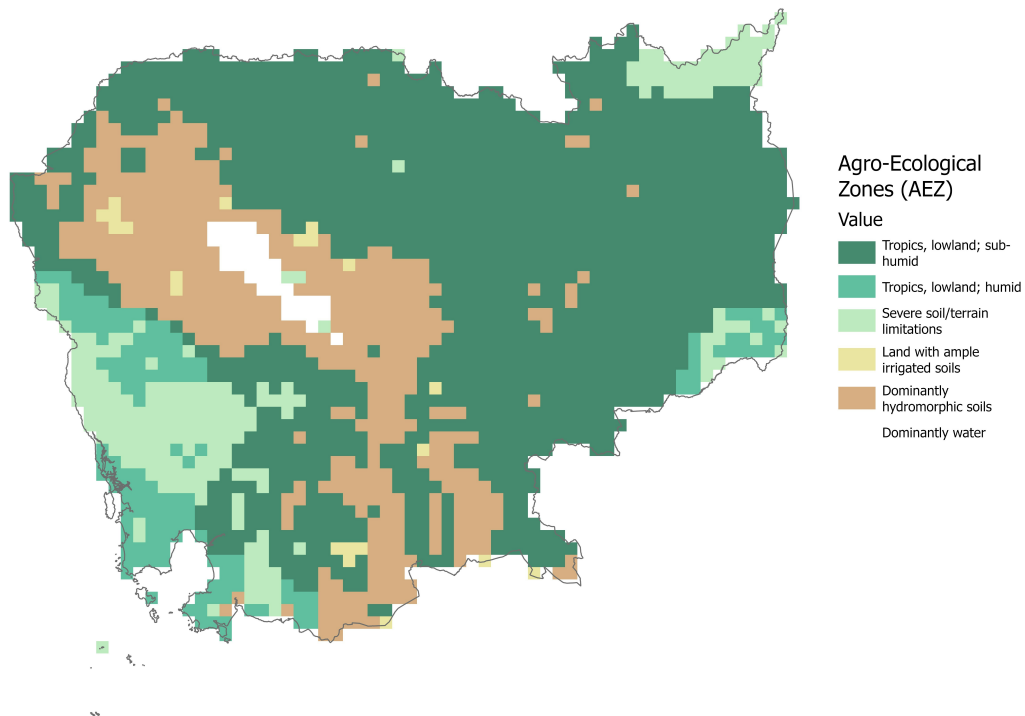 Agro-Ecological
Zones (AEZ)
Value
Tropics, lowland; sub-
humid
Tropics, lowland; humid
Severe soil/terrain
limitations
Land with ample
irrigated soils
Dominantly
hydromorphic soils
Dominantly water